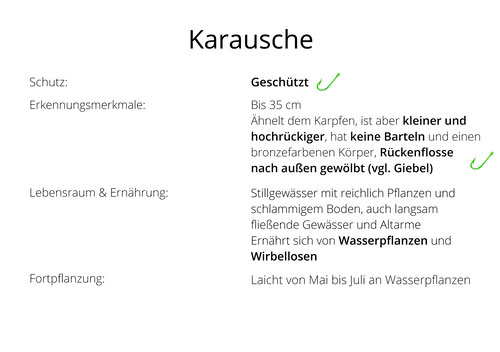 Karausche
Schutz: Geschützt
Erkennungsmerkmale: Bis 35 cm
Ähnelt dem Karpfen, ist aber kleiner und
hochrückiger, hat keine Barteln und einen
bronzefarbenen Körper, Rückenflosse
nach außen gewölbt (vgl. Giebel)
Lebensraum & Ernährung: Stillgewässer mit reichlich Pflanzen und
schlammigem Boden, auch langsam
fließende Gewässer und Altarme
Ernährt sich von Wasserpflanzen und
Wirbellosen
Fortpflanzung: Laicht von Mai bis Juli an Wasserpflanzen